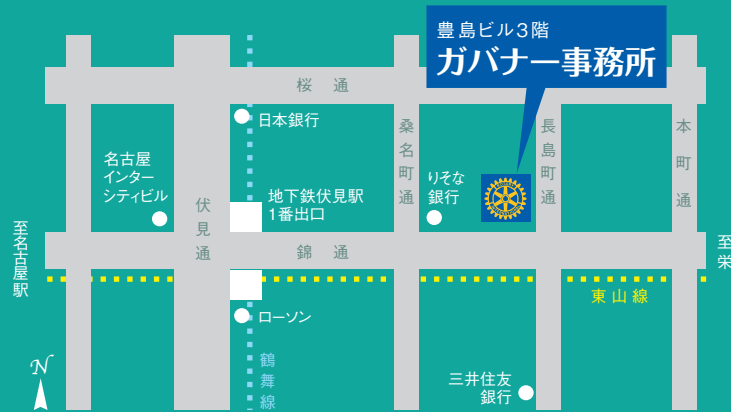 豊島ビル3階
ガバナー事務所
桜通
日本銀行
名古屋
インター
シティビル
伏見通
地下鉄伏見駅
1番出口
桑名町通
りそな
銀行
長島町通
本町通
至名古屋駅
錦通
至栄
東山線
ローソン
鶴舞線
三井住友
銀行
N